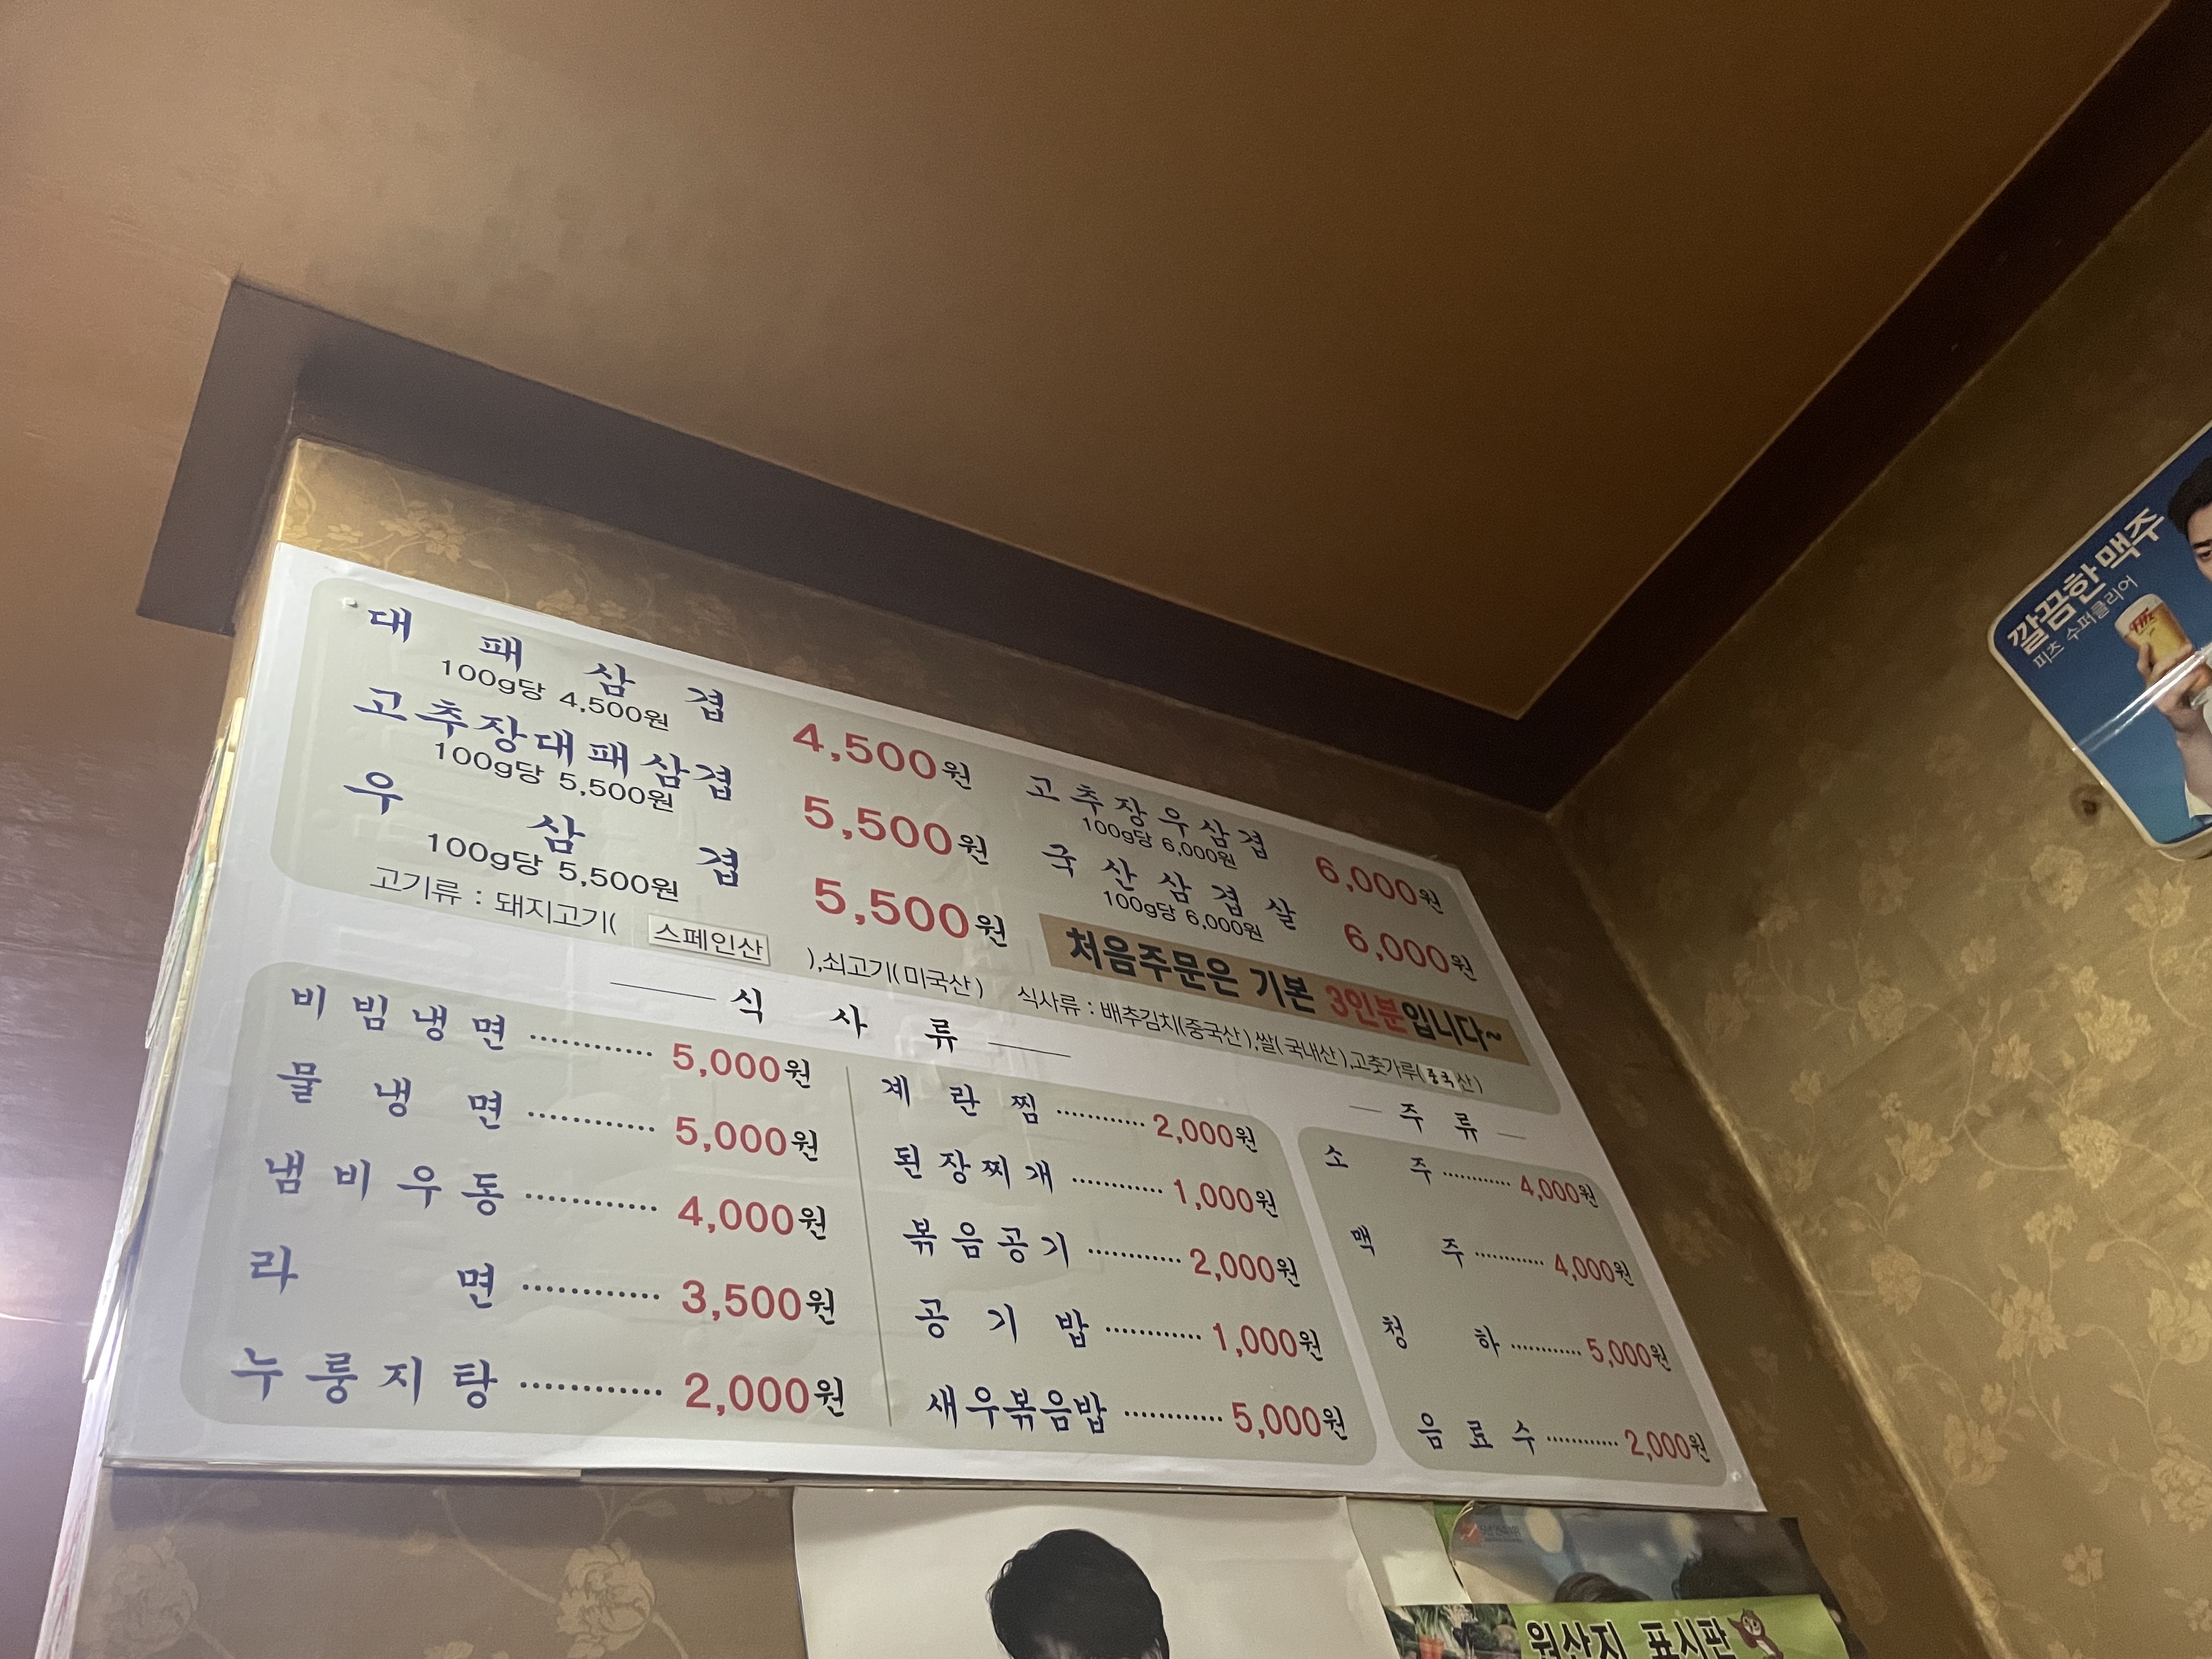 대패삼겹 4,500원
100g당 4,500원
고추장대패삼겹 5,500원
100g당 5,500원
우삼겹 5,500원
100g당 5,500원
고추장우삼겹 6,000원
100g당 6,000원
국산삼겹살 6,000원
100g당 6,000원
처음주문은 기본 3인분입니다~
고기류 : 돼지고기( 스페인산 ),쇠고기( 미국산 ) 식사류 : 배추김치(중국산),쌀( 국내산 ),고춧가루(중국산)
식사류
비빔냉면 ············ 5,000원
물냉면 ············ 5,000원
냄비우동 ············ 4,000원
라면 ············ 3,500원
누룽지탕 ············ 2,000원
계란찜 ············ 2,000원
된장찌개 ············ 1,000원
볶음공기 ············ 2,000원
공기밥 ············ 1,000원
새우볶음밥 ············ 5,000원
주류
소주 ············ 4,000원
맥주 ············ 4,000원
청하 ············ 5,000원
음료수 ············ 2,000원
깔끔한맥주
피츠 수퍼클리어
Fitz
원산지 표시판